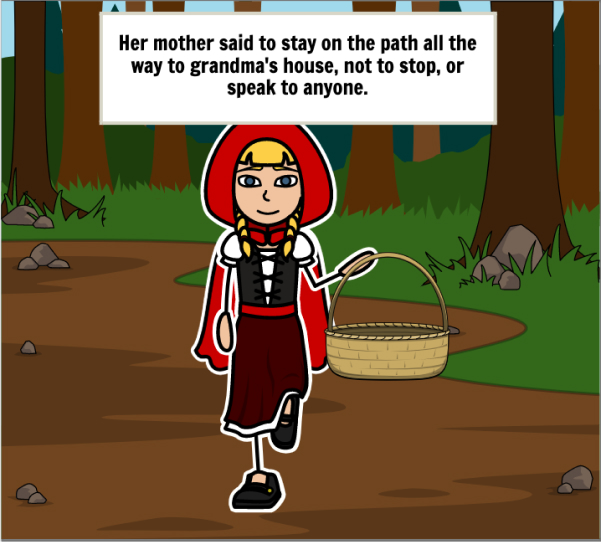 Her mother said to stay on the path all the
way to grandma's house, not to stop, or
speak to anyone.